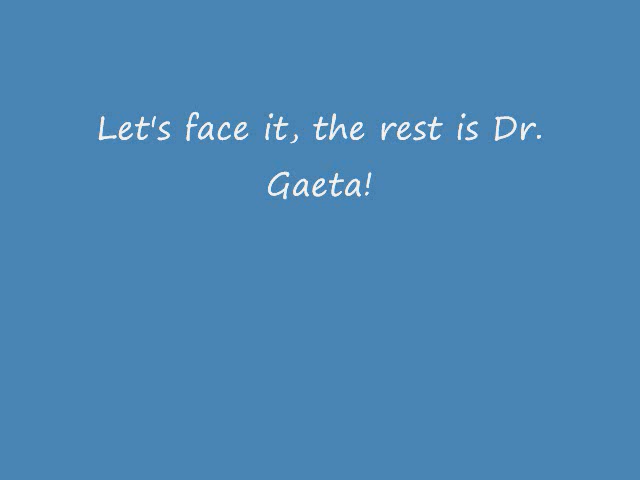 Let's face it, the rest is Dr.
Gaeta!